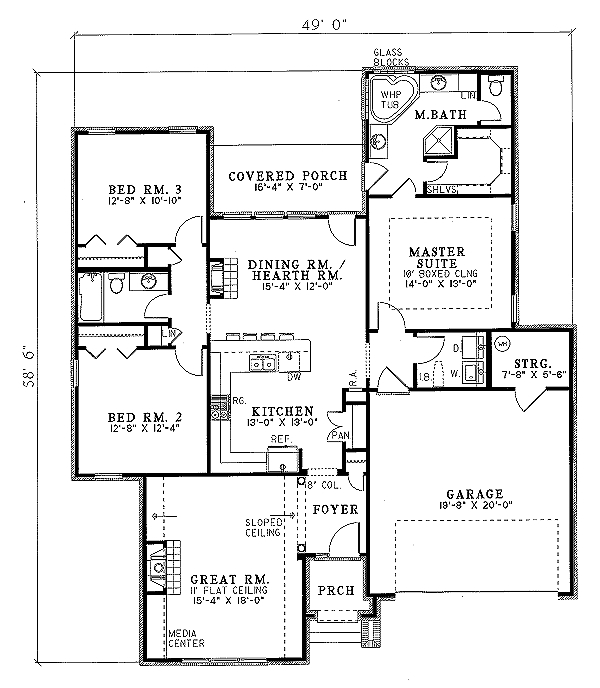 49' 0"
GLASS
BLOCKS
WHP
TUB
LIN
M.BATH
SHLVS.
BED RM. 3
12'-8" X 10'-10"
COVERED PORCH
16'-4" X 7'-0"
DINING RM. /
HEARTH RM.
15'-4" X 12'-0"
MASTER
SUITE
10' BOXED CLNG
14'-0" X 13'-0"
58' 6"
LIN
DW
R.A.
D.
W.
I.B.
WH
STRG.
7'-8" X 5'-6"
BED RM. 2
12'-8" X 12'-4"
RG.
KITCHEN
13'-0" X 13'-0"
REF.
PAN
8' COL.
FOYER
GARAGE
19'-8" X 20'-0"
SLOPED
CEILING
GREAT RM.
11' FLAT CEILING
15'-4" X 18'-0"
PRCH
MEDIA
CENTER